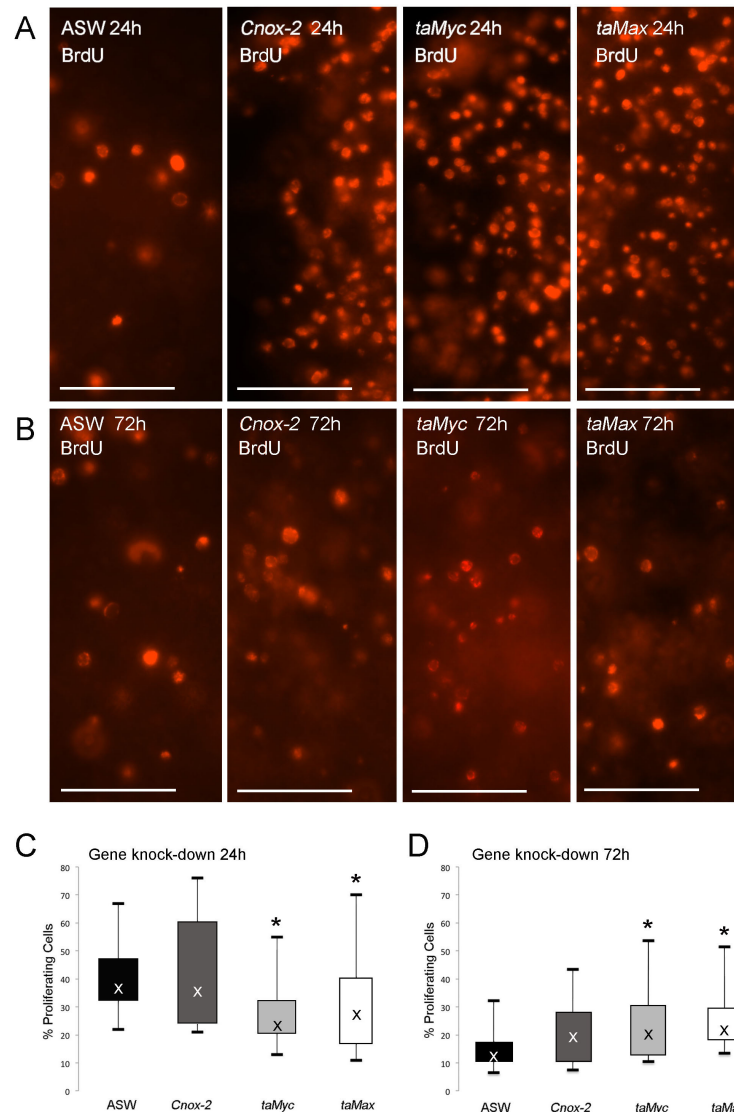 A
ASW 24h
BrdU
Cnox-2 24h
BrdU
taMyc 24h
BrdU
taMax 24h
BrdU
B
ASW 72h
BrdU
Cnox-2 72h
BrdU
taMyc 72h
BrdU
taMax 72h
BrdU
C
Gene knock-down 24h
% Proliferating Cells
80
70
60
50
40
30
20
10
0
* *
X X X X
ASW Cnox-2 taMyc taMax
D
Gene knock-down 72h
% Proliferating Cells
80
70
60
50
40
30
20
10
0
* *
X X X X
ASW Cnox-2 taMyc